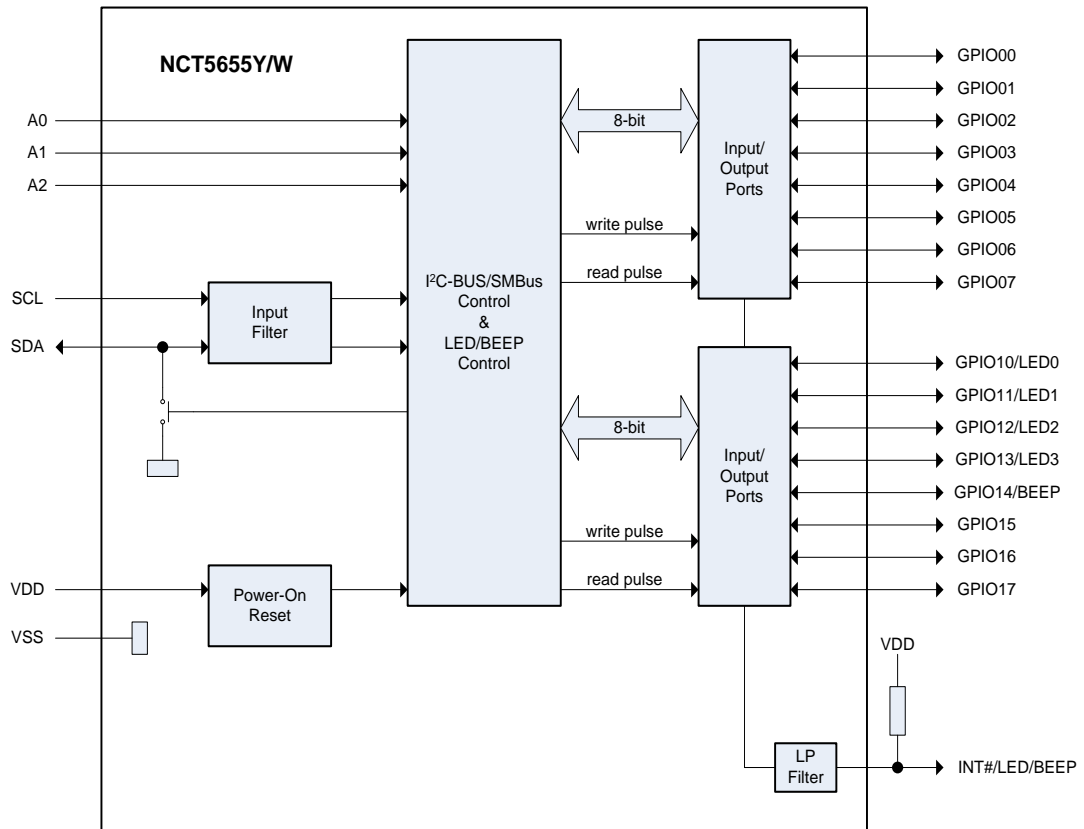 NCT5655Y/W
A0
A1
A2
SCL
SDA
VDD
VSS
Input
Filter
Power-On
Reset
I²C-BUS/SMBus
Control
&
LED/BEEP
Control
8-bit
write pulse
read pulse
8-bit
write pulse
read pulse
Input/
Output
Ports
Input/
Output
Ports
GPIO00
GPIO01
GPIO02
GPIO03
GPIO04
GPIO05
GPIO06
GPIO07
GPIO10/LED0
GPIO11/LED1
GPIO12/LED2
GPIO13/LED3
GPIO14/BEEP
GPIO15
GPIO16
GPIO17
VDD
LP
Filter
INT#/LED/BEEP